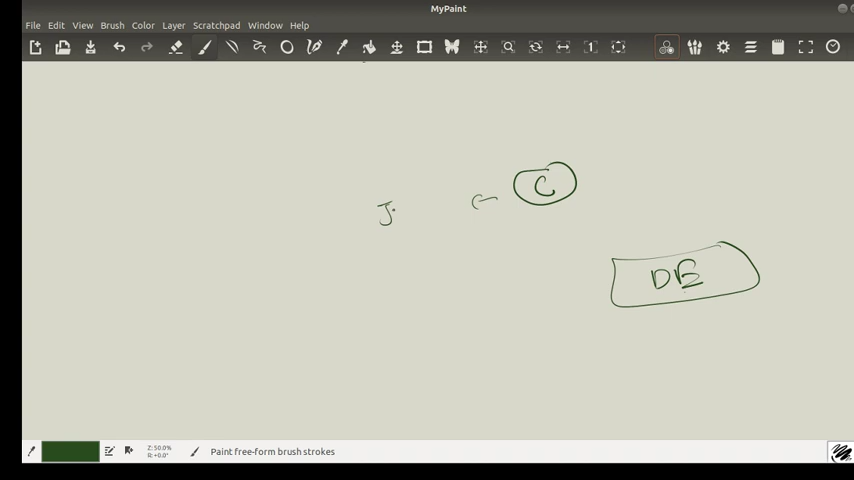 MyPaint
File Edit View Brush Color Layer Scratchpad Window Help
C
J.
DE
Z: 50.0%
R: +0.0°
Paint free-form brush strokes